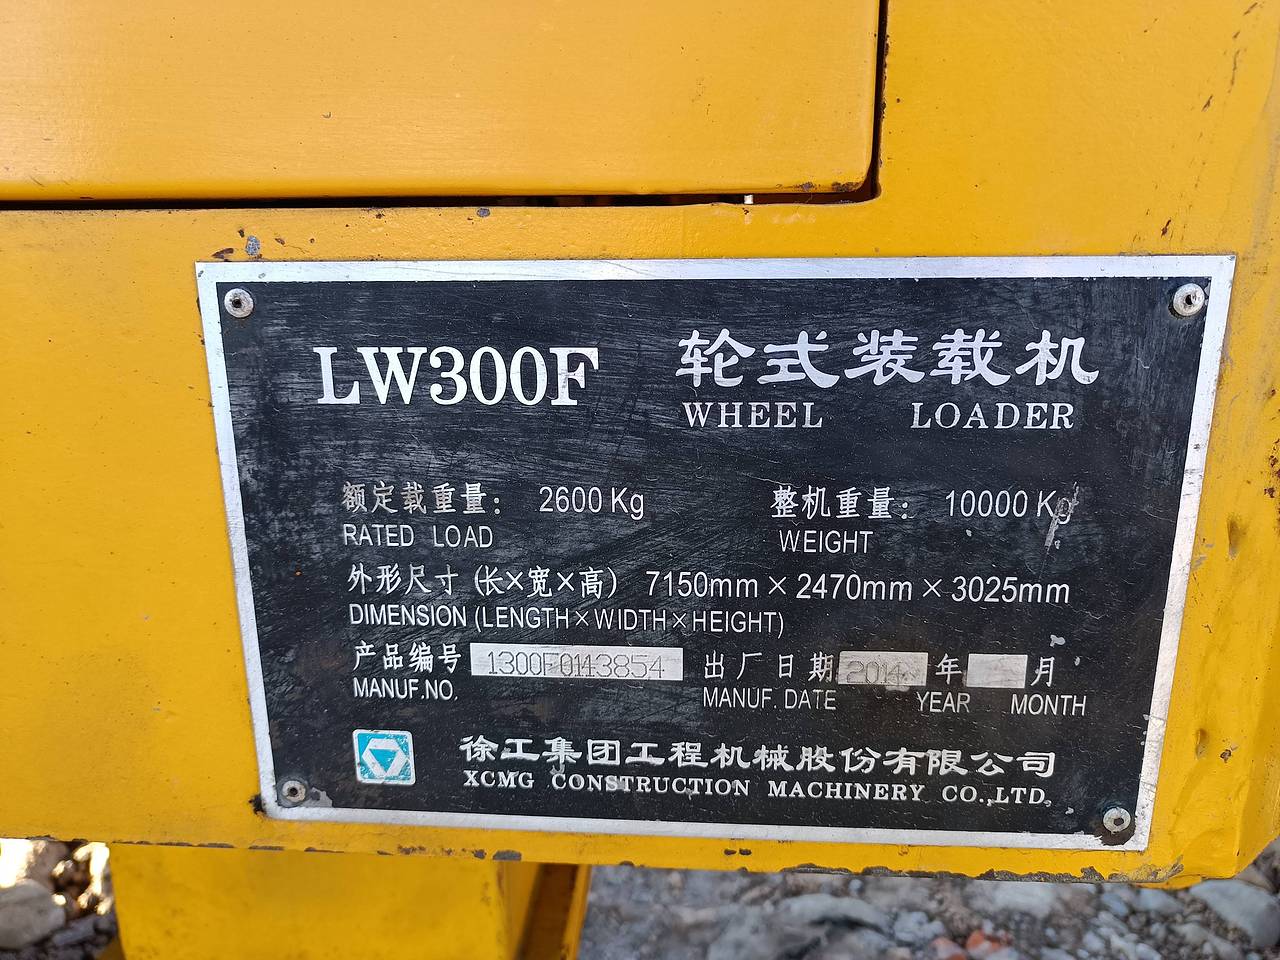 LW300F 轮式装载机
WHEEL LOADER
额定载重量： 2600 Kg 整机重量： 10000 Kg
RATED LOAD WEIGHT
外形尺寸 (长×宽×高) 7150mm × 2470mm × 3025mm
DIMENSION (LENGTH×WIDTH×HEIGHT)
产品编号 1300F0143854 出厂日期 2014 年 月
MANUF.NO. MANUF. DATE YEAR MONTH
徐工集团工程机械股份有限公司
XCMG CONSTRUCTION MACHINERY CO.,LTD.